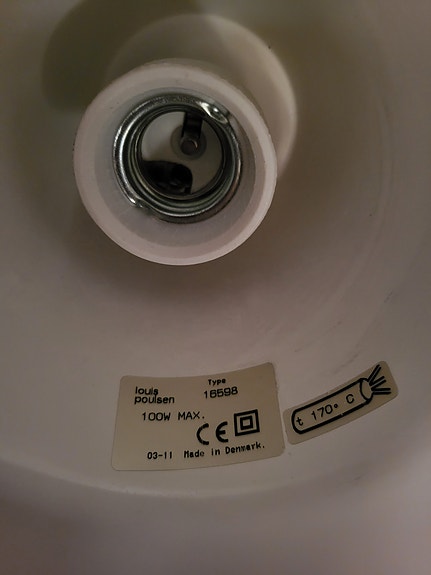 louis
poulsen
Type
16598
100W MAX.
CE
03-11 Made in Denmark.
t 170° C